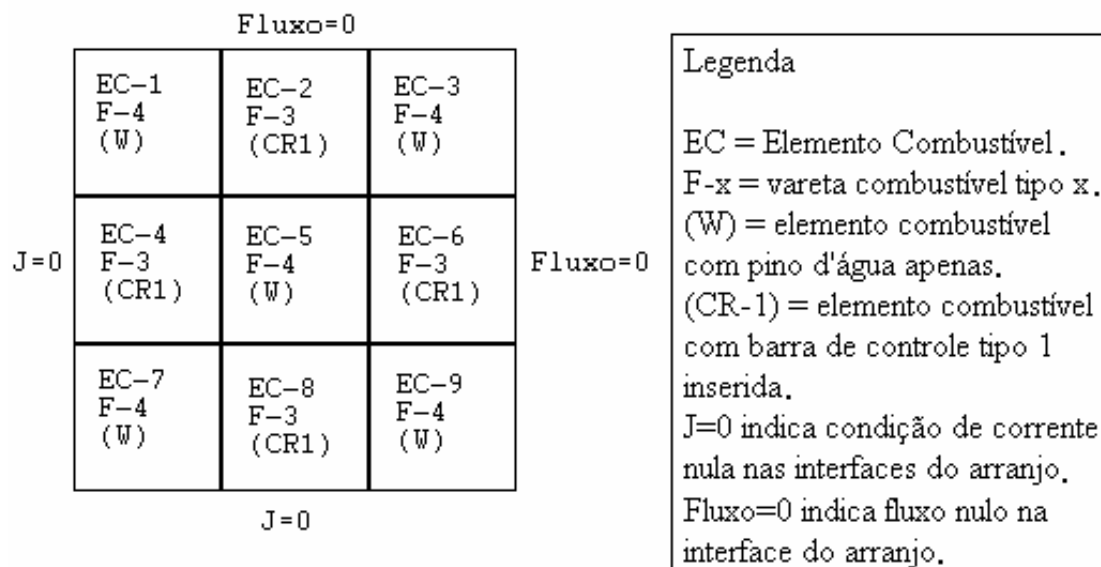 Fluxo=0
EC-1
F-4
(W)
EC-2
F-3
(CR1)
EC-3
F-4
(W)
J=0
EC-4
F-3
(CR1)
EC-5
F-4
(W)
EC-6
F-3
(CR1)
Fluxo=0
EC-7
F-4
(W)
EC-8
F-3
(CR1)
EC-9
F-4
(W)
J=0
Legenda
EC = Elemento Combustível.
F-x = vareta combustível tipo x.
(W) = elemento combustível
com pino d'água apenas.
(CR-1) = elemento combustível
com barra de controle tipo 1
inserida.
J=0 indica condição de corrente
nula nas interfaces do arranjo.
Fluxo=0 indica fluxo nulo na
interface do arranjo.